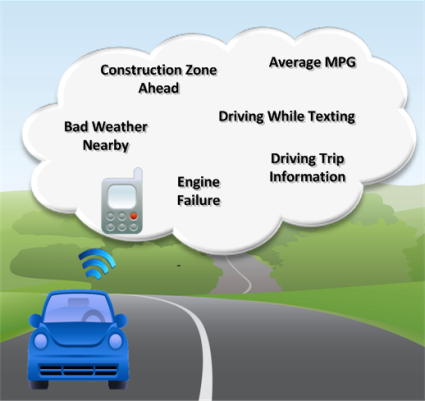 Construction Zone
Ahead
Average MPG
Bad Weather
Nearby
Driving While Texting
Engine
Failure
Driving Trip
Information